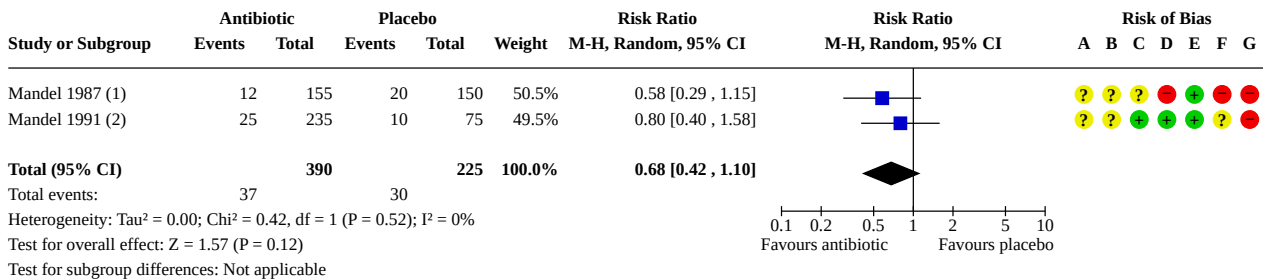 Antibiotic Placebo Risk Ratio Risk Ratio Risk of Bias
Study or Subgroup Events Total Events Total Weight M-H, Random, 95% CI M-H, Random, 95% CI A B C D E F G
Mandel 1987 (1) 12 155 20 150 50.5% 0.58 [0.29 , 1.15] ? ? ? − + − −
Mandel 1991 (2) 25 235 10 75 49.5% 0.80 [0.40 , 1.58] ? ? + + + ? −
Total (95% CI) 390 225 100.0% 0.68 [0.42 , 1.10]
Total events: 37 30
Heterogeneity: Tau² = 0.00; Chi² = 0.42, df = 1 (P = 0.52); I² = 0%
0.1 0.2 0.5 1 2 5 10
Test for overall effect: Z = 1.57 (P = 0.12)
Favours antibiotic Favours placebo
Test for subgroup differences: Not applicable